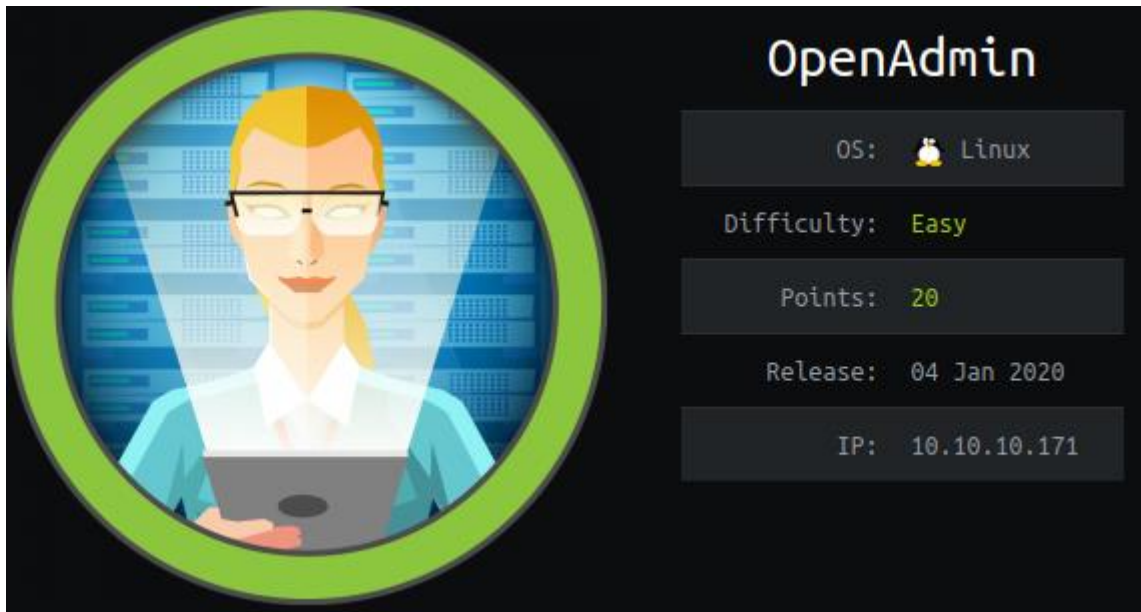 OpenAdmin
OS: Linux
Difficulty: Easy
Points: 20
Release: 04 Jan 2020
IP: 10.10.10.171